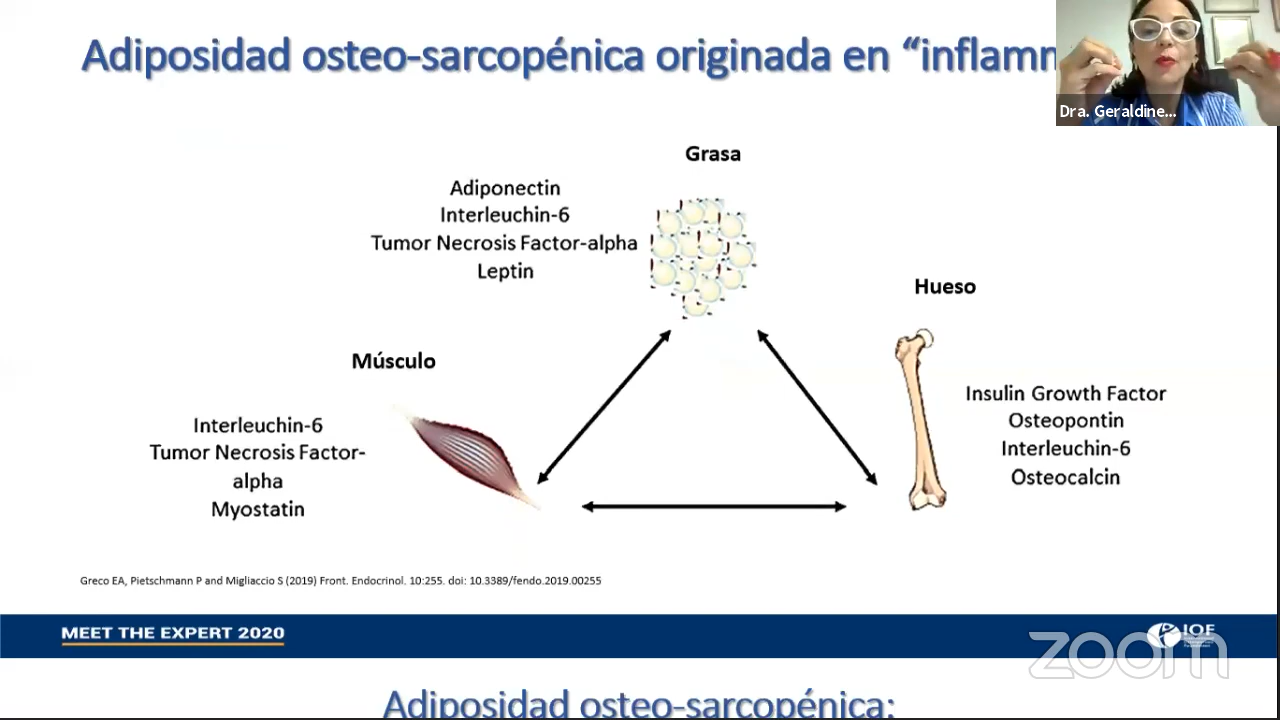 Adiposidad osteo-sarcopénica originada en “inflamm
Dra. Geraldine...
Grasa
Adiponectin
Interleuchin-6
Tumor Necrosis Factor-alpha
Leptin
Hueso
Músculo
Insulin Growth Factor
Osteopontin
Interleuchin-6
Osteocalcin
Interleuchin-6
Tumor Necrosis Factor-
alpha
Myostatin
Greco EA, Pietschmann P and Migliaccio S (2019) Front. Endocrinol. 10:255. doi: 10.3389/fendo.2019.00255
MEET THE EXPERT 2020
IOF
zoom
Adiposidad osteo-sarcopénica: